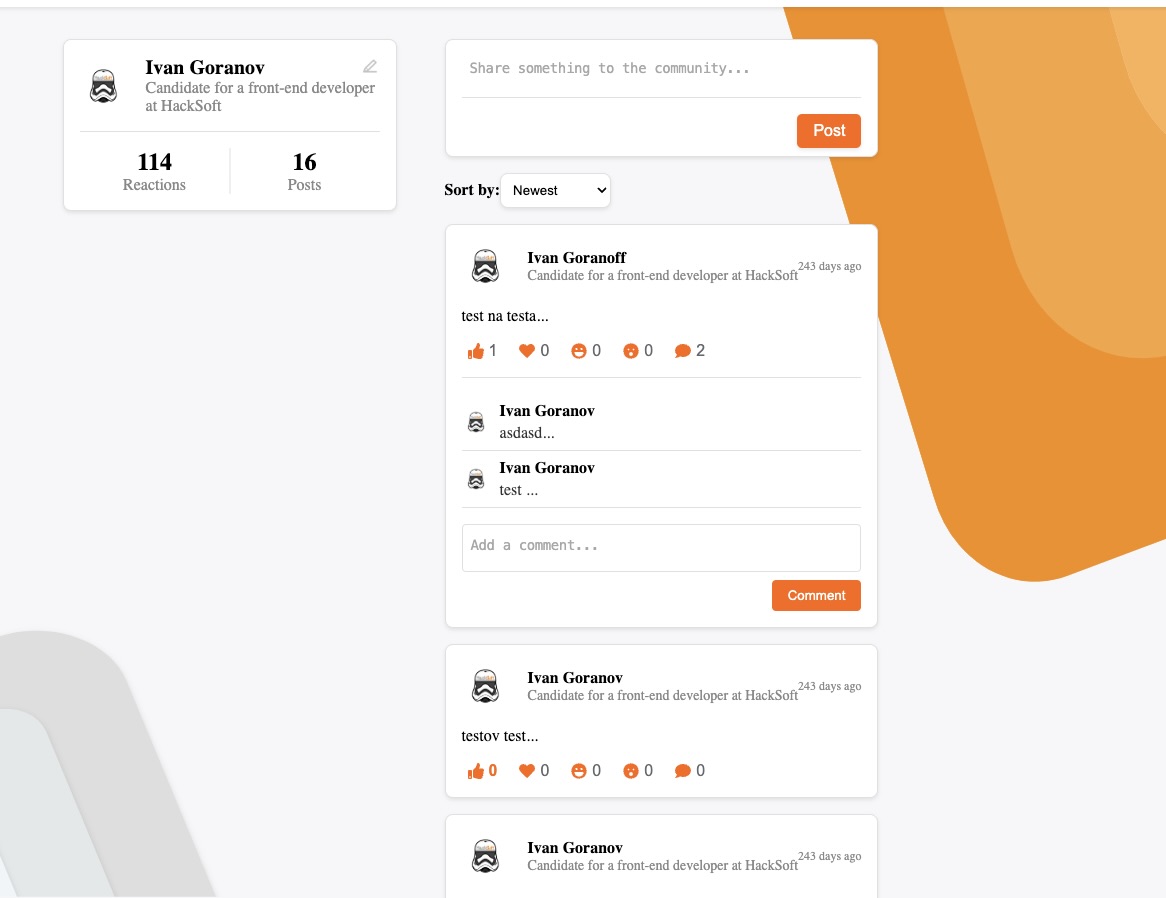 Ivan Goranov
Candidate for a front-end developer
at HackSoft
114
Reactions
16
Posts
Share something to the community...
Post
Sort by: Newest
Ivan Goranoff
Candidate for a front-end developer at HackSoft
243 days ago
test na testa...
1 0 0 0 2
Ivan Goranov
asdasd...
Ivan Goranov
test ...
Add a comment...
Comment
Ivan Goranov
Candidate for a front-end developer at HackSoft
243 days ago
testov test...
0 0 0 0 0
Ivan Goranov
Candidate for a front-end developer at HackSoft
243 days ago